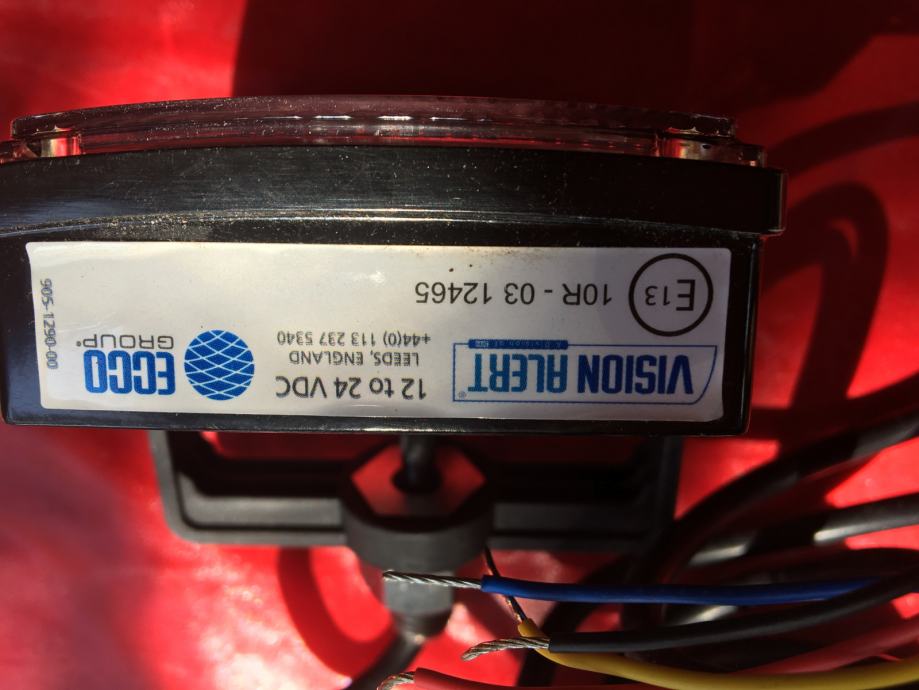 VISION ALERT®
12 to 24 VDC
LEEDS, ENGLAND
+44(0) 113 237 5340
ECCO
GROUP®
E13
10R - 03 12465
905-1290-00